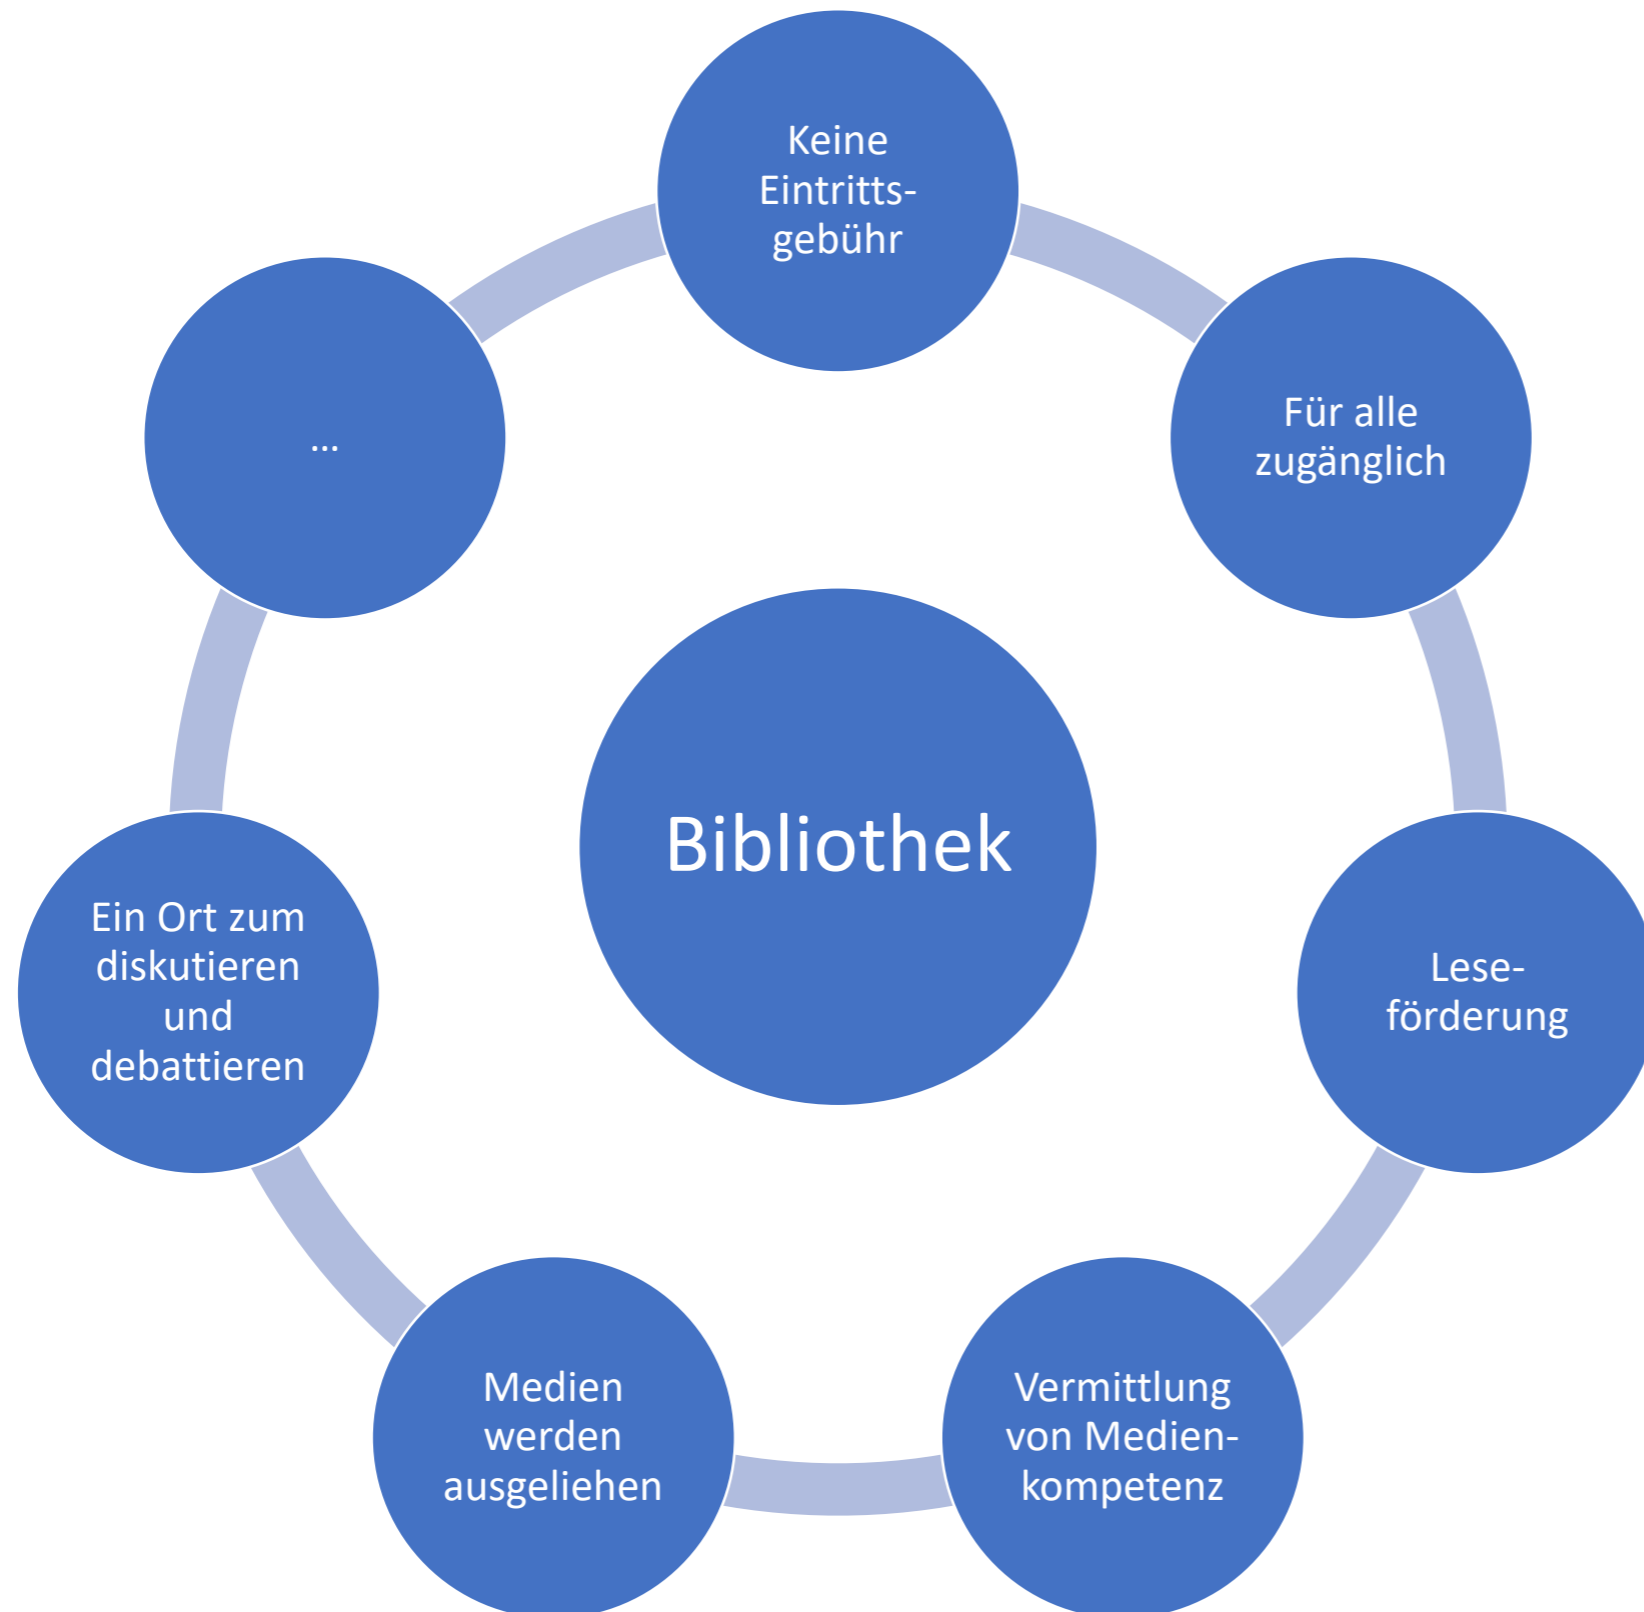 Keine
Eintritts-
gebühr
Für alle
zugänglich
Lese-
förderung
Vermittlung
von Medien-
kompetenz
Medien
werden
ausgeliehen
Ein Ort zum
diskutieren
und
debattieren
...
Bibliothek